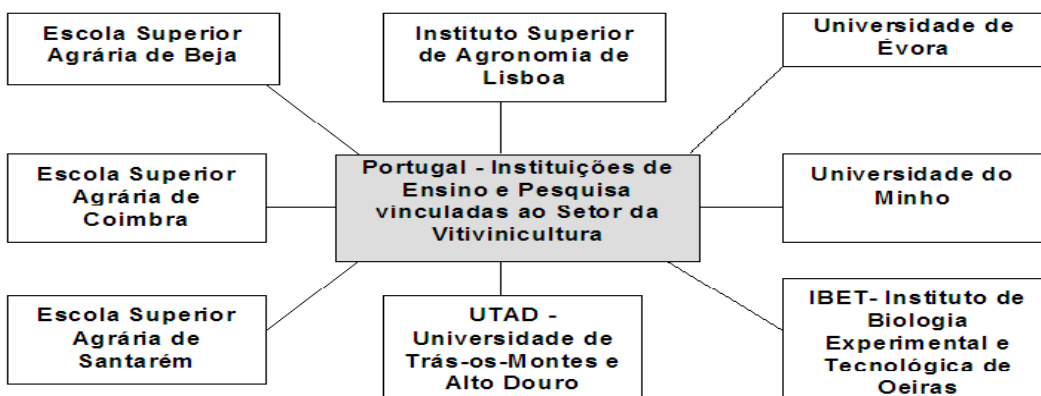 Escola Superior
Agrária de Beja
Instituto Superior
de Agronomia de
Lisboa
Universidade de
Évora
Escola Superior
Agrária de
Coimbra
Portugal - Instituições de
Ensino e Pesquisa
vinculadas ao Setor da
Vitivinicultura
Universidade do
Minho
Escola Superior
Agrária de
Santarém
UTAD -
Universidade de
Trás-os-Montes e
Alto Douro
IBET- Instituto de
Biologia
Experimental e
Tecnológica de
Oeiras